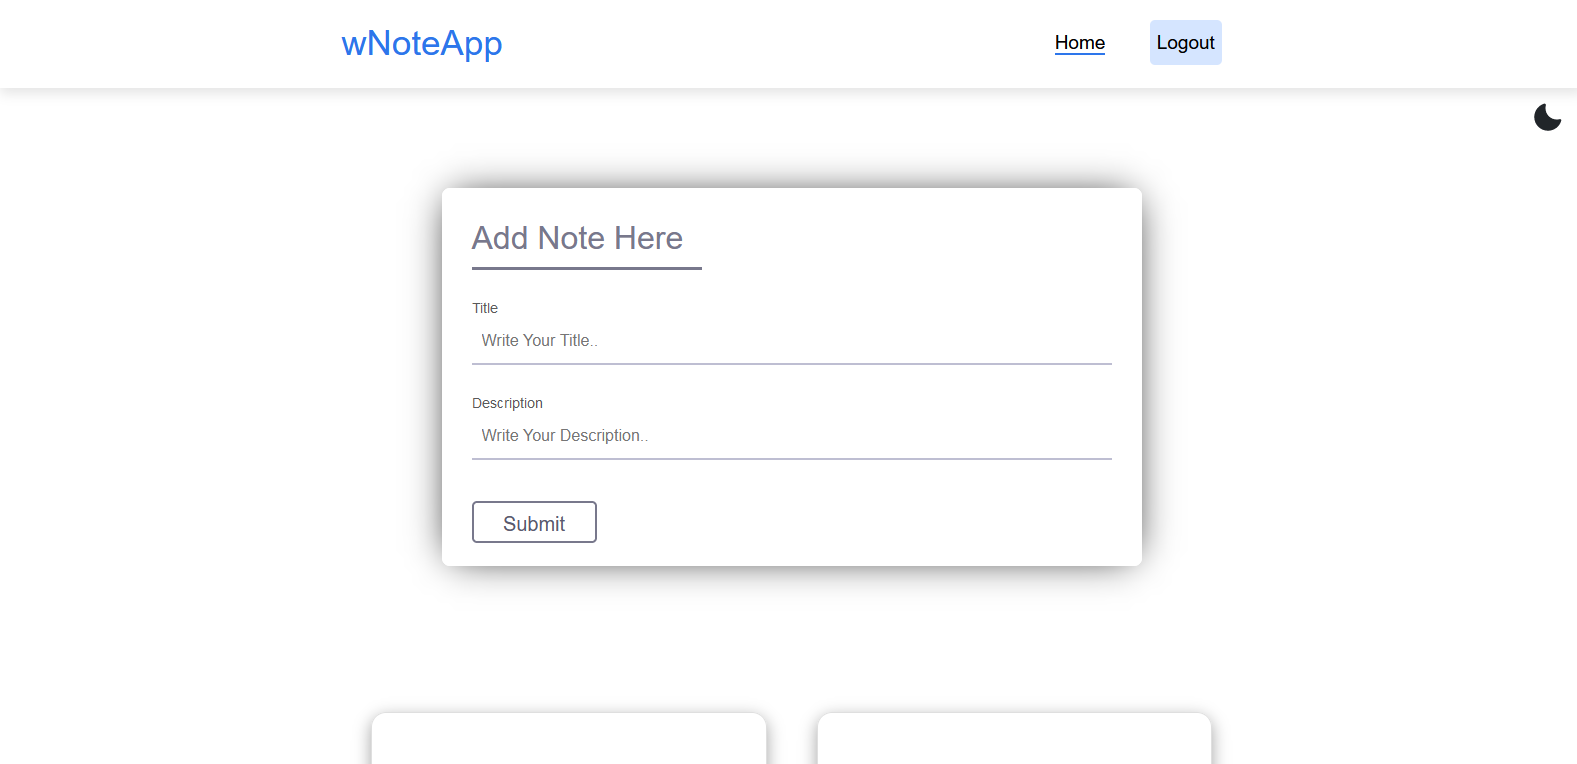 wNoteApp
Home
Logout
Add Note Here
Title
Write Your Title..
Description
Write Your Description..
Submit